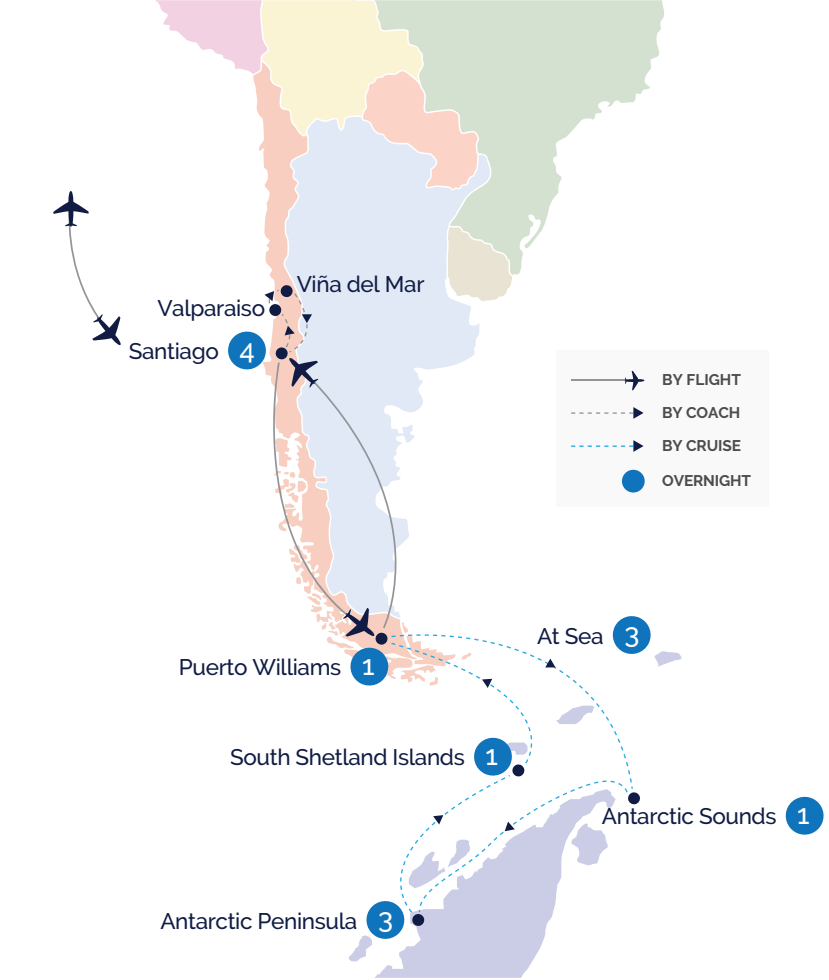 Viña del Mar
Valparaiso
Santiago 4
BY FLIGHT
BY COACH
BY CRUISE
OVERNIGHT
At Sea 3
Puerto Williams 1
South Shetland Islands 1
Antarctic Sounds 1
Antarctic Peninsula 3